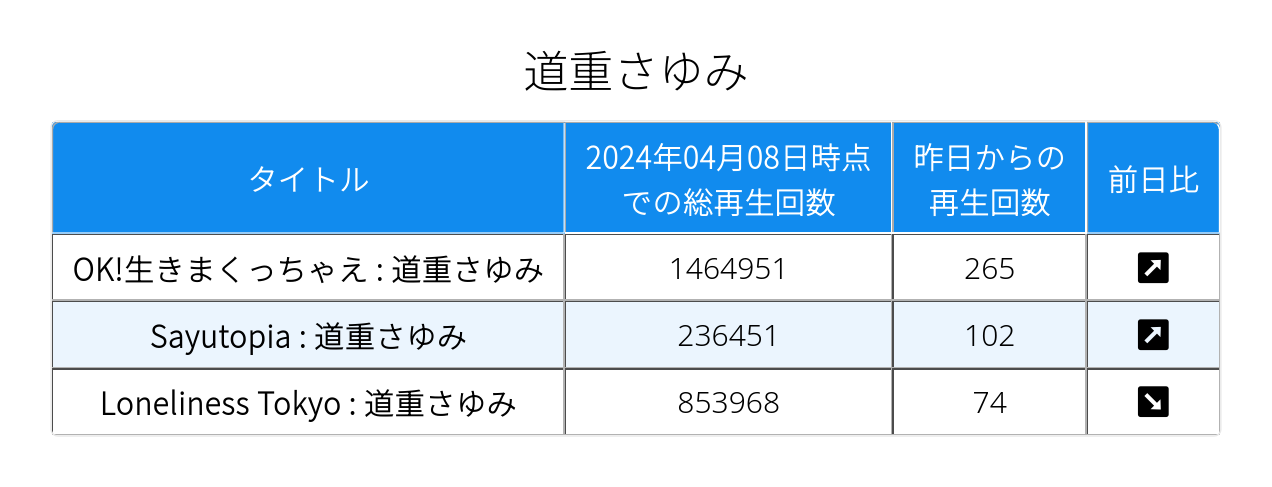 道重さゆみ
タイトル
2024年04月08日時点
での総再生回数
昨日からの
再生回数
前日比
OK!生きまくっちゃえ : 道重さゆみ 1464951 265 ↗
Sayutopia : 道重さゆみ 236451 102 ↗
Loneliness Tokyo : 道重さゆみ 853968 74 ↘